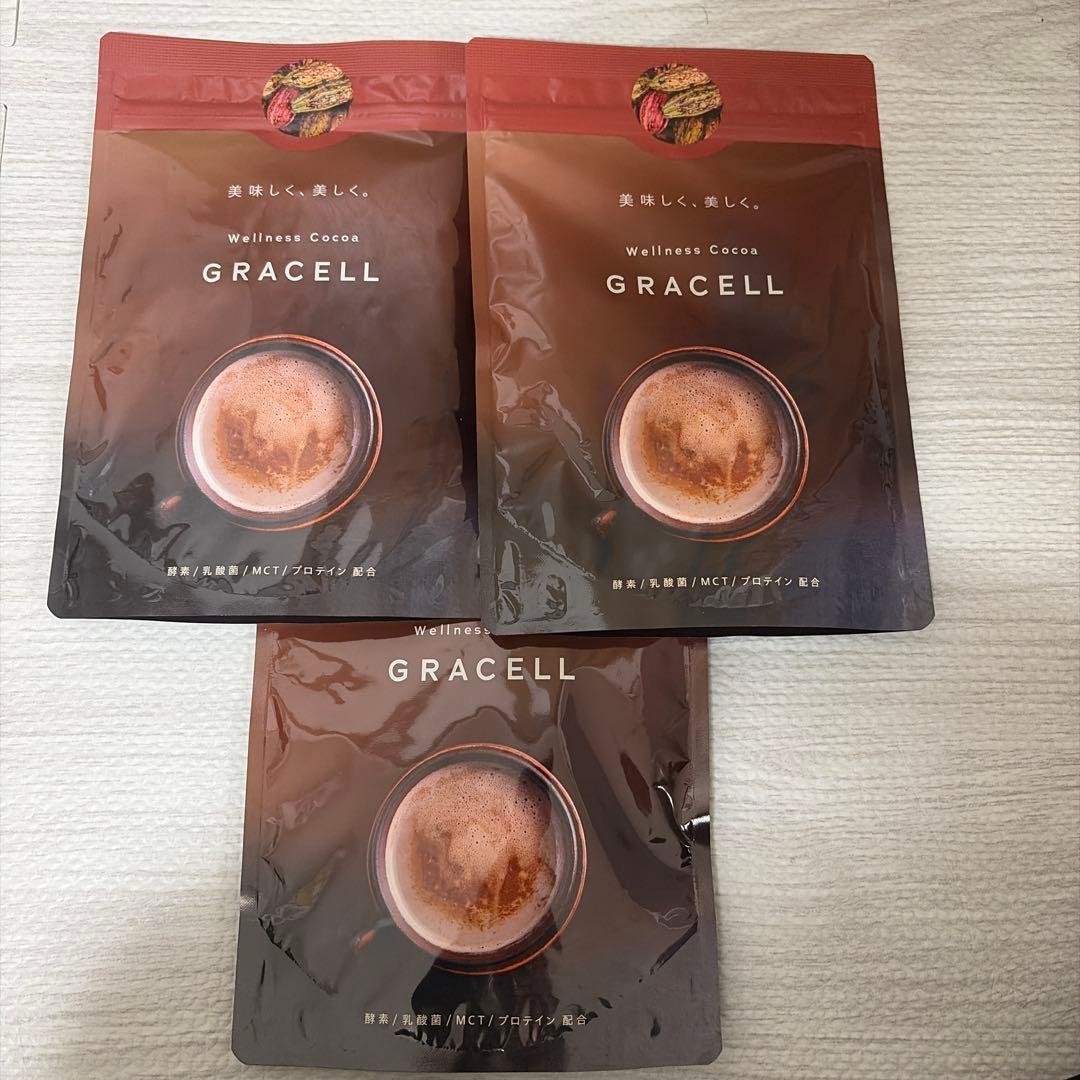 美味しく、美しく。
Wellness Cocoa
GRACELL
酵素/乳酸菌/MCT/プロテイン 配合
美味しく、美しく。
Wellness Cocoa
GRACELL
酵素/乳酸菌/MCT/プロテイン 配合
Wellness
GRACELL
酵素/乳酸菌/MCT/プロテイン 配合